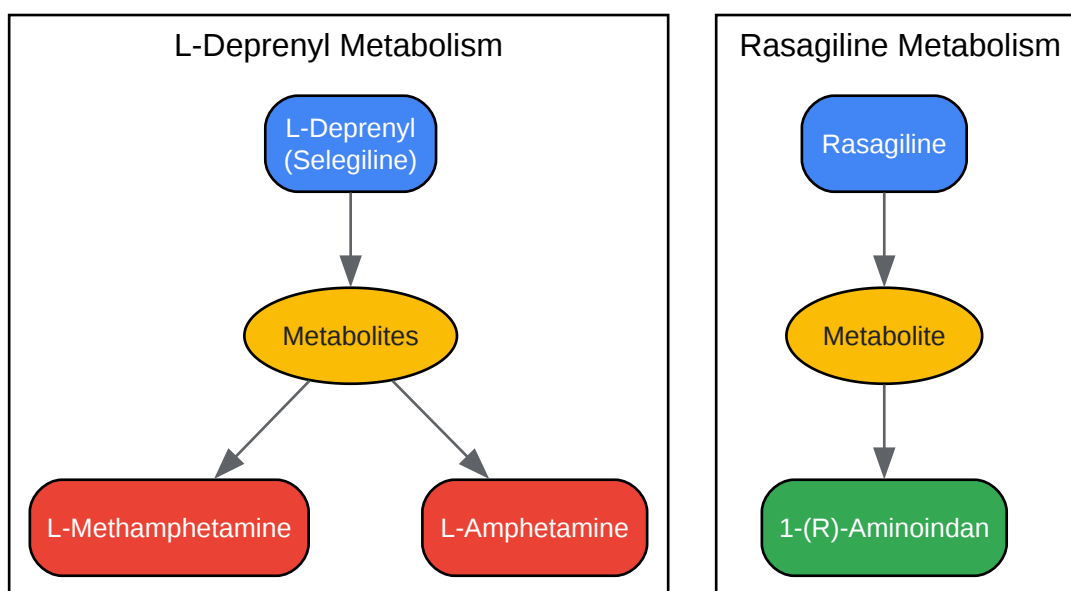 L-Deprenyl Metabolism
L-Deprenyl
(Selegiline)
Metabolites
L-Methamphetamine
L-Amphetamine
Rasagiline Metabolism
Rasagiline
Metabolite
1-(R)-Aminoindan